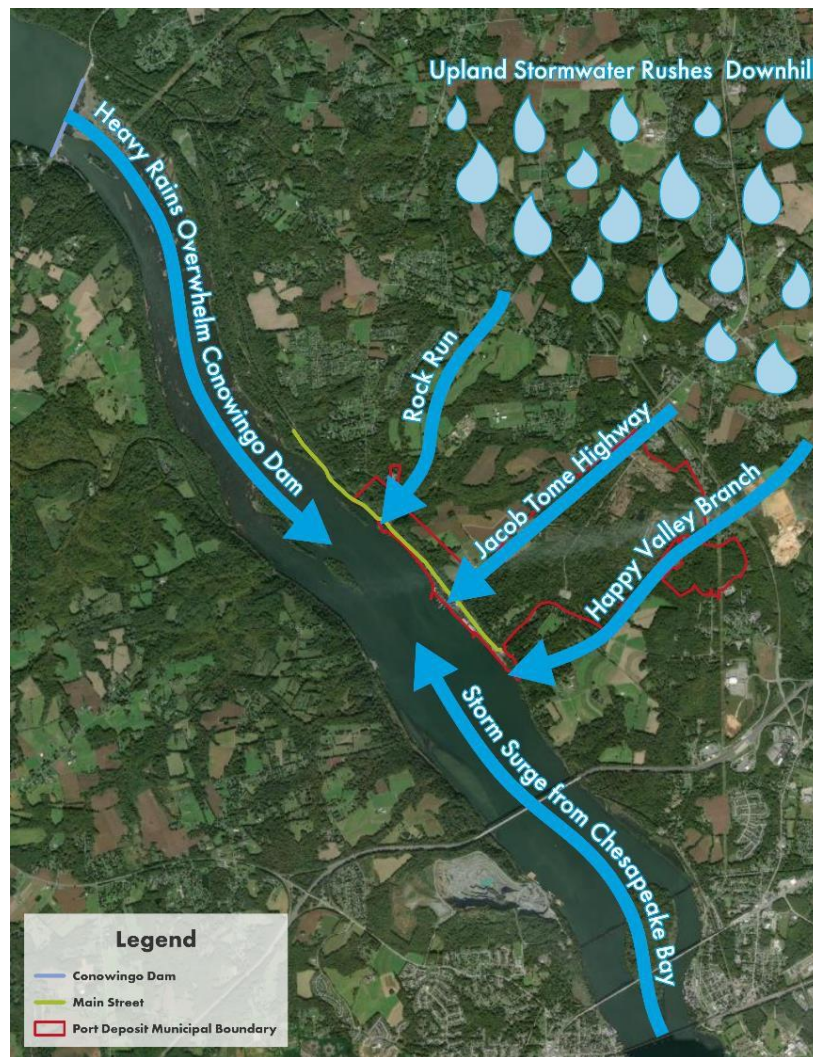 Upland Stormwater Rushes Downhil
Heavy Rains Overwhelm Conowingo Dam
Rock Run
Jacob Tome Highway
Happy Valley Branch
Storm Surge from Chesapeake Bay
Legend
Conowingo Dam
Main Street
Port Deposit Municipal Boundary